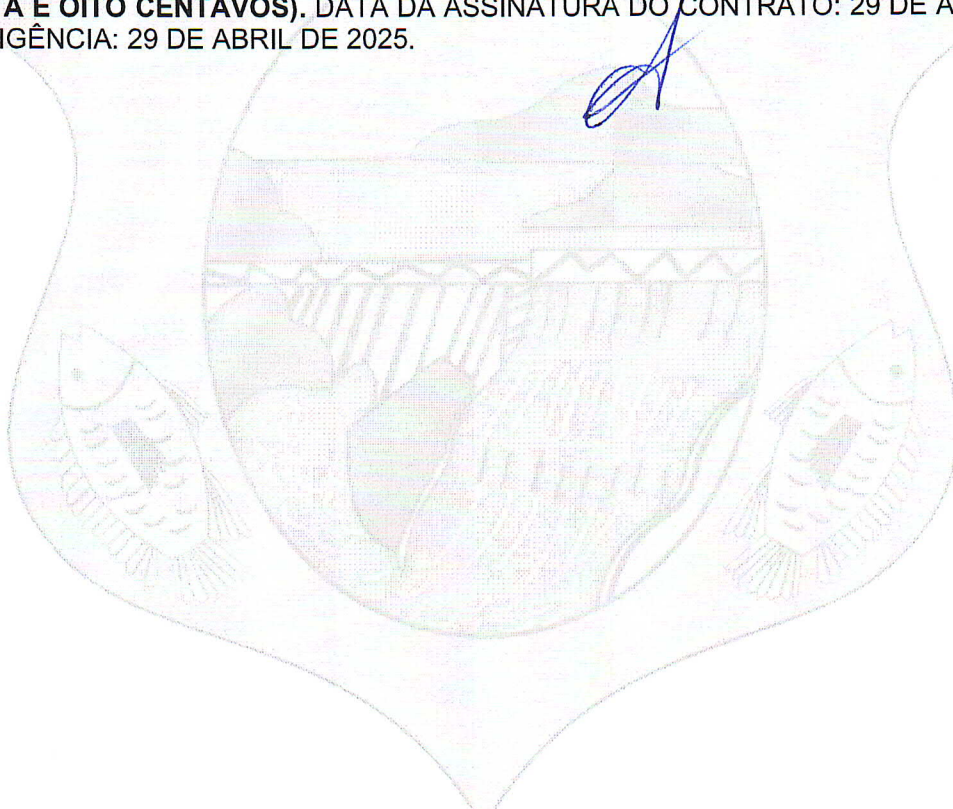 A E OITO CENTAVOS). DATA DA ASSINATURA DO CONTRATO: 29 DE A
IGÊNCIA: 29 DE ABRIL DE 2025.